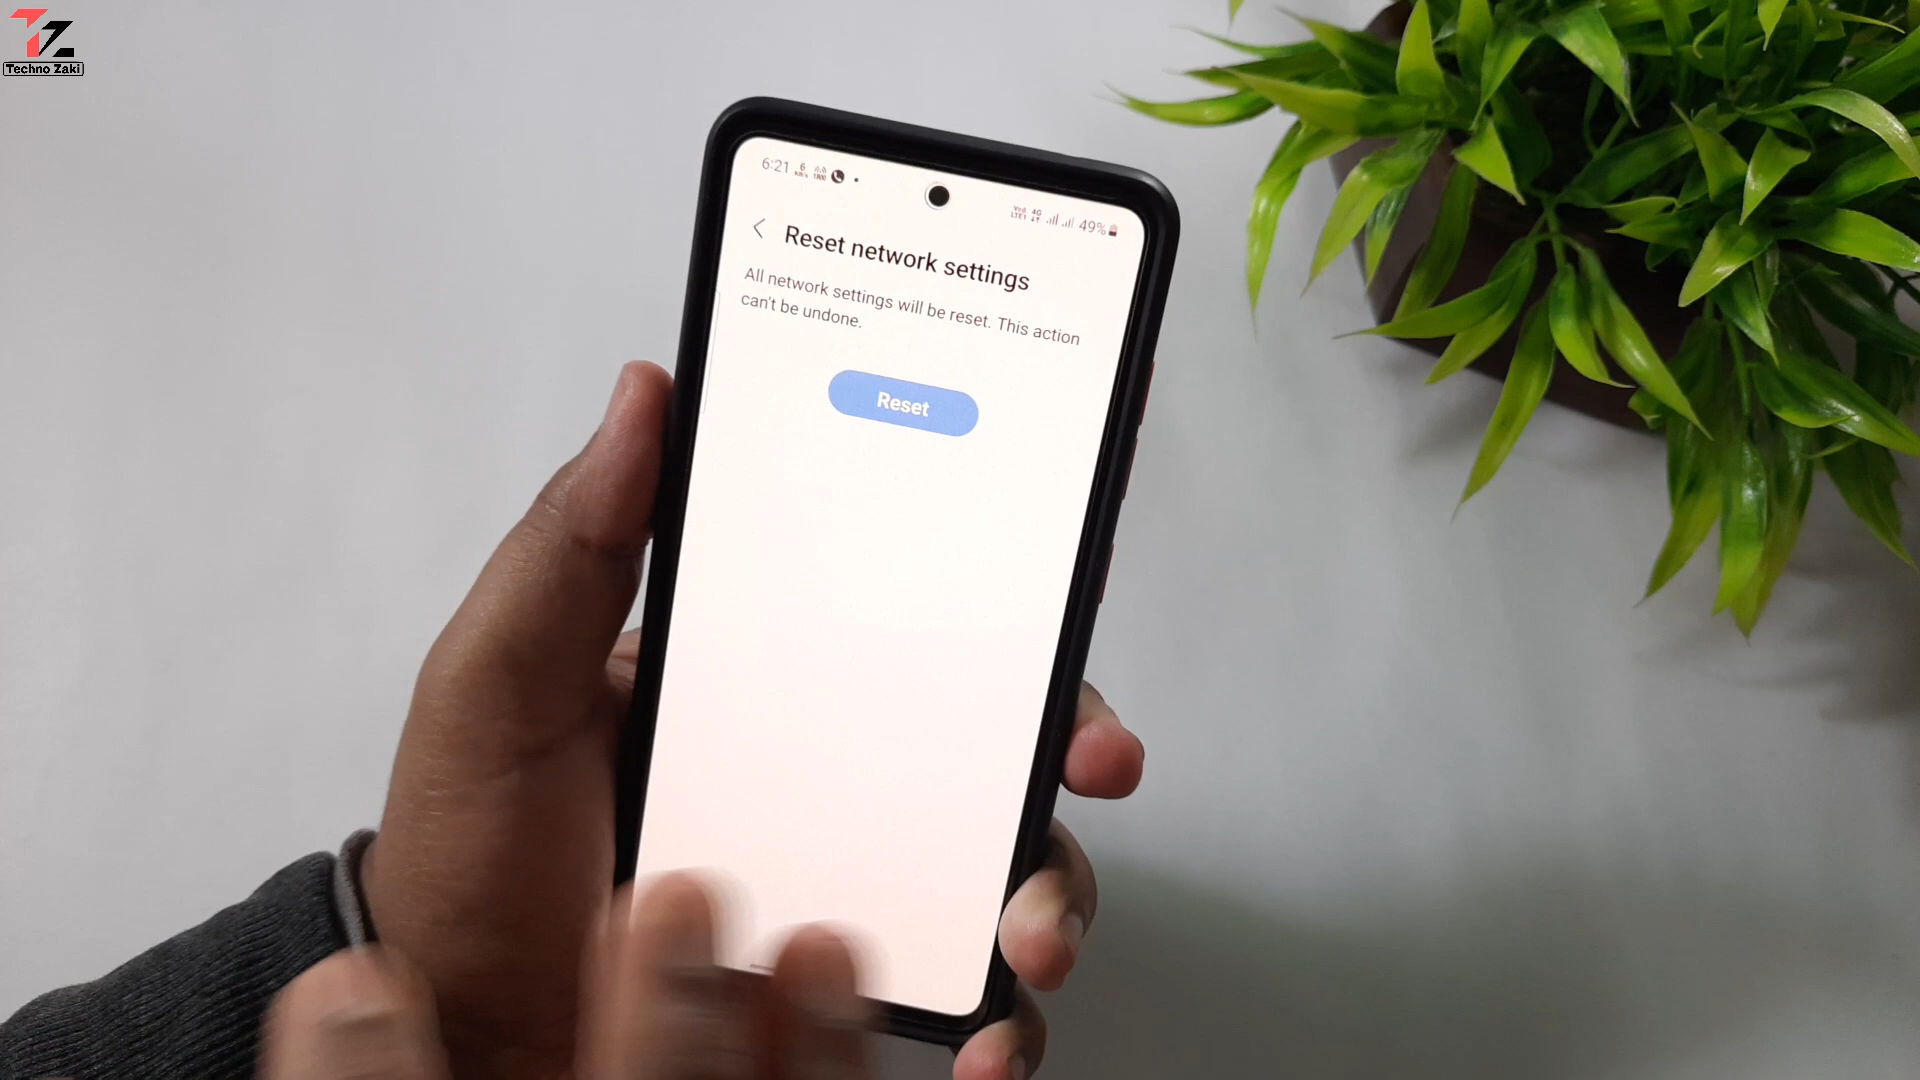 TZ
Techno Zaki
6:21
49%
Reset network settings
All network settings will be reset. This action
can't be undone.
Reset